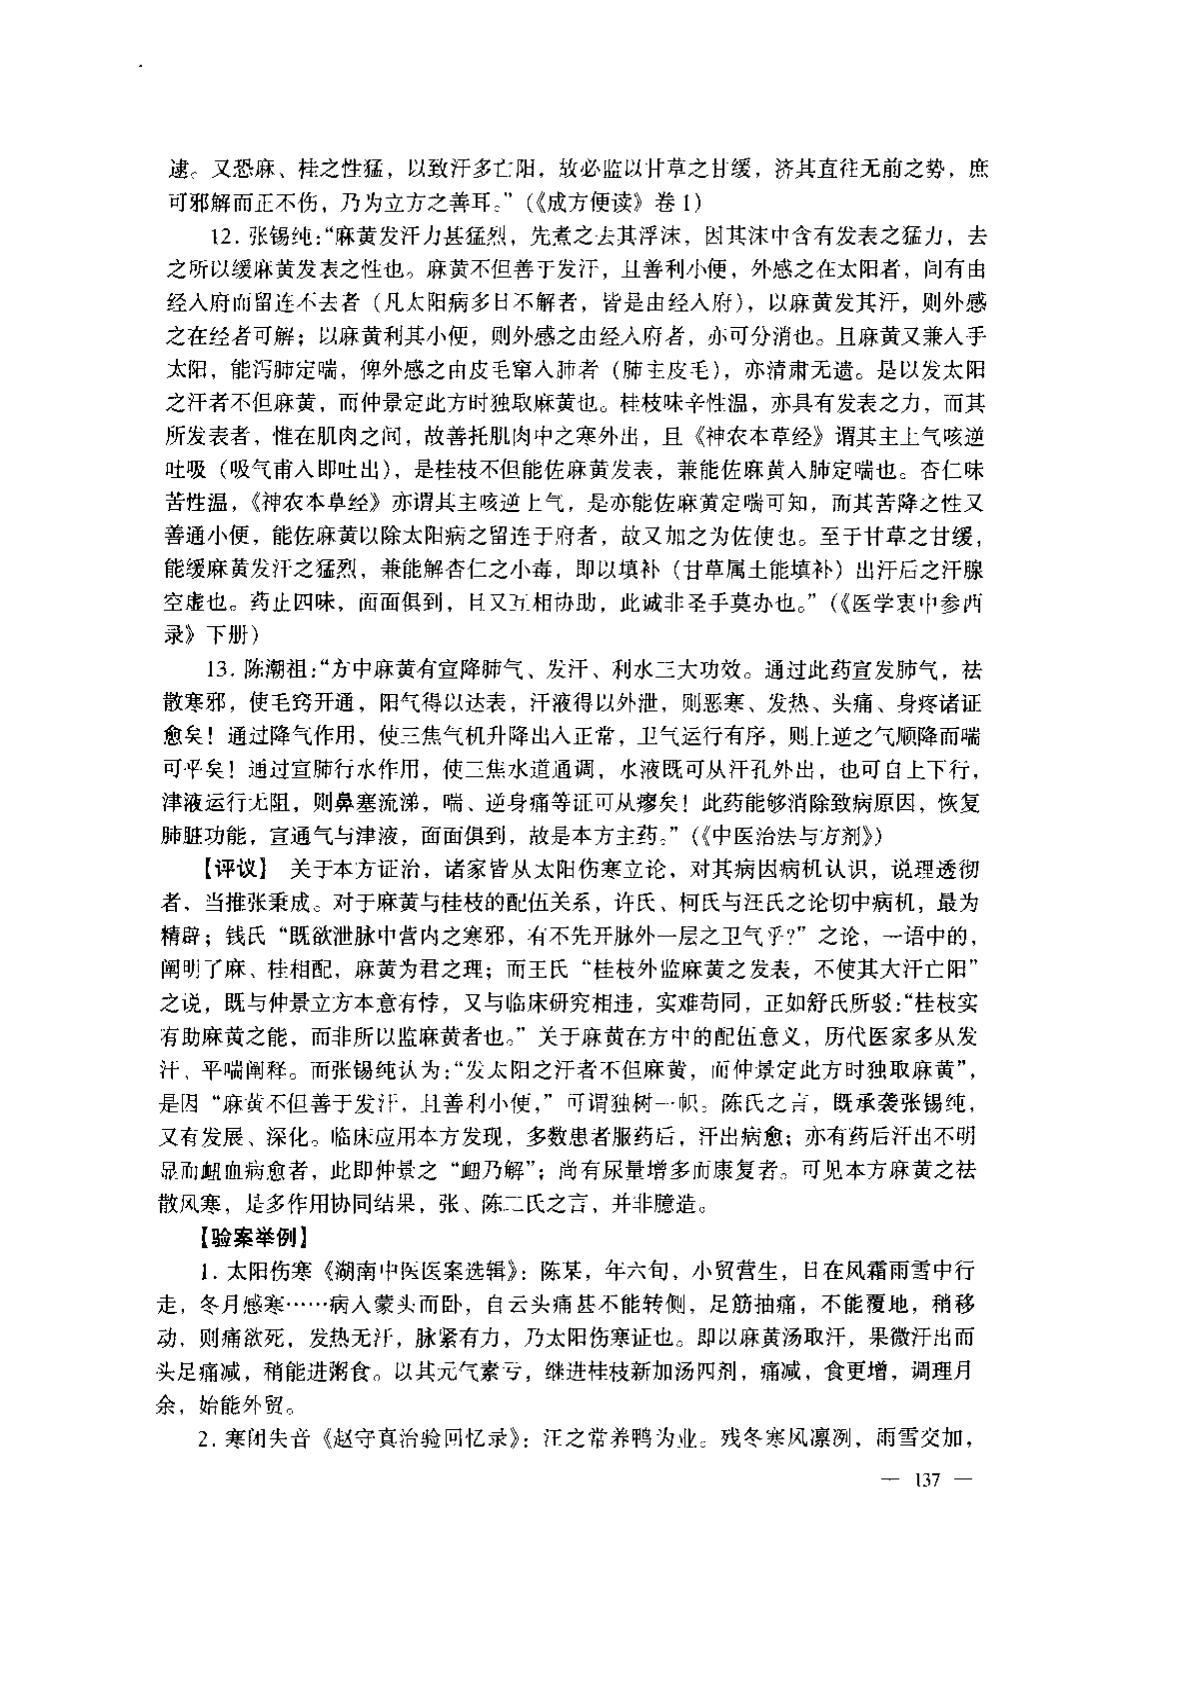 逮。又恐麻、桂之性猛，以致汗多亡阳，故必监以甘草之甘缓，济其直往无前之势，庶
可邪解而正不伤，乃为立方之善耳。”（《成方便读》卷1）
12. 张锡纯：“麻黄发汗力甚猛烈，先煮之去其浮沫，因其沫中含有发表之猛力，去
之所以缓麻黄发表之性也。麻黄不但善于发汗，且善利小便，外感之在太阳者，间有由
经入府而留连不去者（凡太阳病多日不解者，皆是由经入府），以麻黄发其汗，则外感
之在经者可解；以麻黄利其小便，则外感之由经入府者，亦可分消也。且麻黄又兼入手
太阳，能泻肺定喘，俾外感之由皮毛窜入肺者（肺主皮毛），亦清肃无遗。是以发太阳
之汗者不但麻黄，而仲景定此方时独取麻黄也。桂枝味辛性温，亦具有发表之力，而其
所发表者，惟在肌肉之间，故善托肌肉中之寒外出，且《神农本草经》谓其主上气咳逆
吐吸（吸气甫入即吐出），是桂枝不但能佐麻黄发表，兼能佐麻黄入肺定喘也。杏仁味
苦性温，《神农本草经》亦谓其主咳逆上气，是亦能佐麻黄定喘可知，而其苦降之性又
善通小便，能佐麻黄以除太阳病之留连于府者，故又加之为佐使也。至于甘草之甘缓，
能缓麻黄发汗之猛烈，兼能解杏仁之小毒，即以填补（甘草属土能填补）出汗后之汗腺
空虚也。药止四味，面面俱到，且又互相协助，此诚非圣手莫办也。”（《医学衷中参西
录》下册）
13. 陈潮祖：“方中麻黄有宣降肺气、发汗、利水三大功效。通过此药宣发肺气，祛
散寒邪，使毛窍开通，阳气得以达表，汗液得以外泄，则恶寒、发热、头痛、身疼诸证
愈矣！通过降气作用，使三焦气机升降出入正常，卫气运行有序，则上逆之气顺降而喘
可平矣！通过宣肺行水作用，使三焦水道通调，水液既可从汗孔外出，也可自上下行，
津液运行无阻，则鼻塞流涕，喘、逆身痛等证可从瘳矣！此药能够消除致病原因，恢复
肺脏功能，宣通气与津液，面面俱到，故是本方主药。”（《中医治法与方剂》）
【评议】 关于本方证治，诸家皆从太阳伤寒立论，对其病因病机认识，说理透彻
者，当推张秉成。对于麻黄与桂枝的配伍关系，许氏、柯氏与汪氏之论切中病机，最为
精辟；钱氏“既欲泄脉中营内之寒邪，有不先开脉外一层之卫气乎?”之论，一语中的，
阐明了麻、桂相配，麻黄为君之理；而王氏“桂枝外监麻黄之发表，不使其大汗亡阳”
之说，既与仲景立方本意有悖，又与临床研究相违，实难苟同，正如舒氏所驳：“桂枝实
有助麻黄之能，而非所以监麻黄者也。”关于麻黄在方中的配伍意义，历代医家多从发
汗、平喘阐释。而张锡纯认为：“发太阳之汗者不但麻黄，而仲景定此方时独取麻黄”，
是因“麻黄不但善于发汗，且善利小便，”可谓独树一帜。陈氏之言，既承袭张锡纯，
又有发展、深化。临床应用本方发现，多数患者服药后，汗出病愈；亦有药后汗出不明
显而衄血病愈者，此即仲景之“衄乃解”；尚有尿量增多而康复者。可见本方麻黄之祛
散风寒，是多作用协同结果，张、陈二氏之言，并非臆造。
【验案举例】
1. 太阳伤寒《湖南中医医案选辑》：陈某，年六旬，小贸营生，日在风霜雨雪中行
走，冬月感寒……病人蒙头而卧，自云头痛甚不能转侧，足筋抽痛，不能覆地，稍移
动，则痛欲死，发热无汗，脉紧有力，乃太阳伤寒证也。即以麻黄汤取汗，果微汗出而
头足痛减，稍能进粥食。以其元气素亏，继进桂枝新加汤四剂，痛减，食更增，调理月
余，始能外贸。
2. 寒闭失音《赵守真治验回忆录》：汪之常养鸭为业。残冬寒风凛冽，雨雪交加，
— 137 —